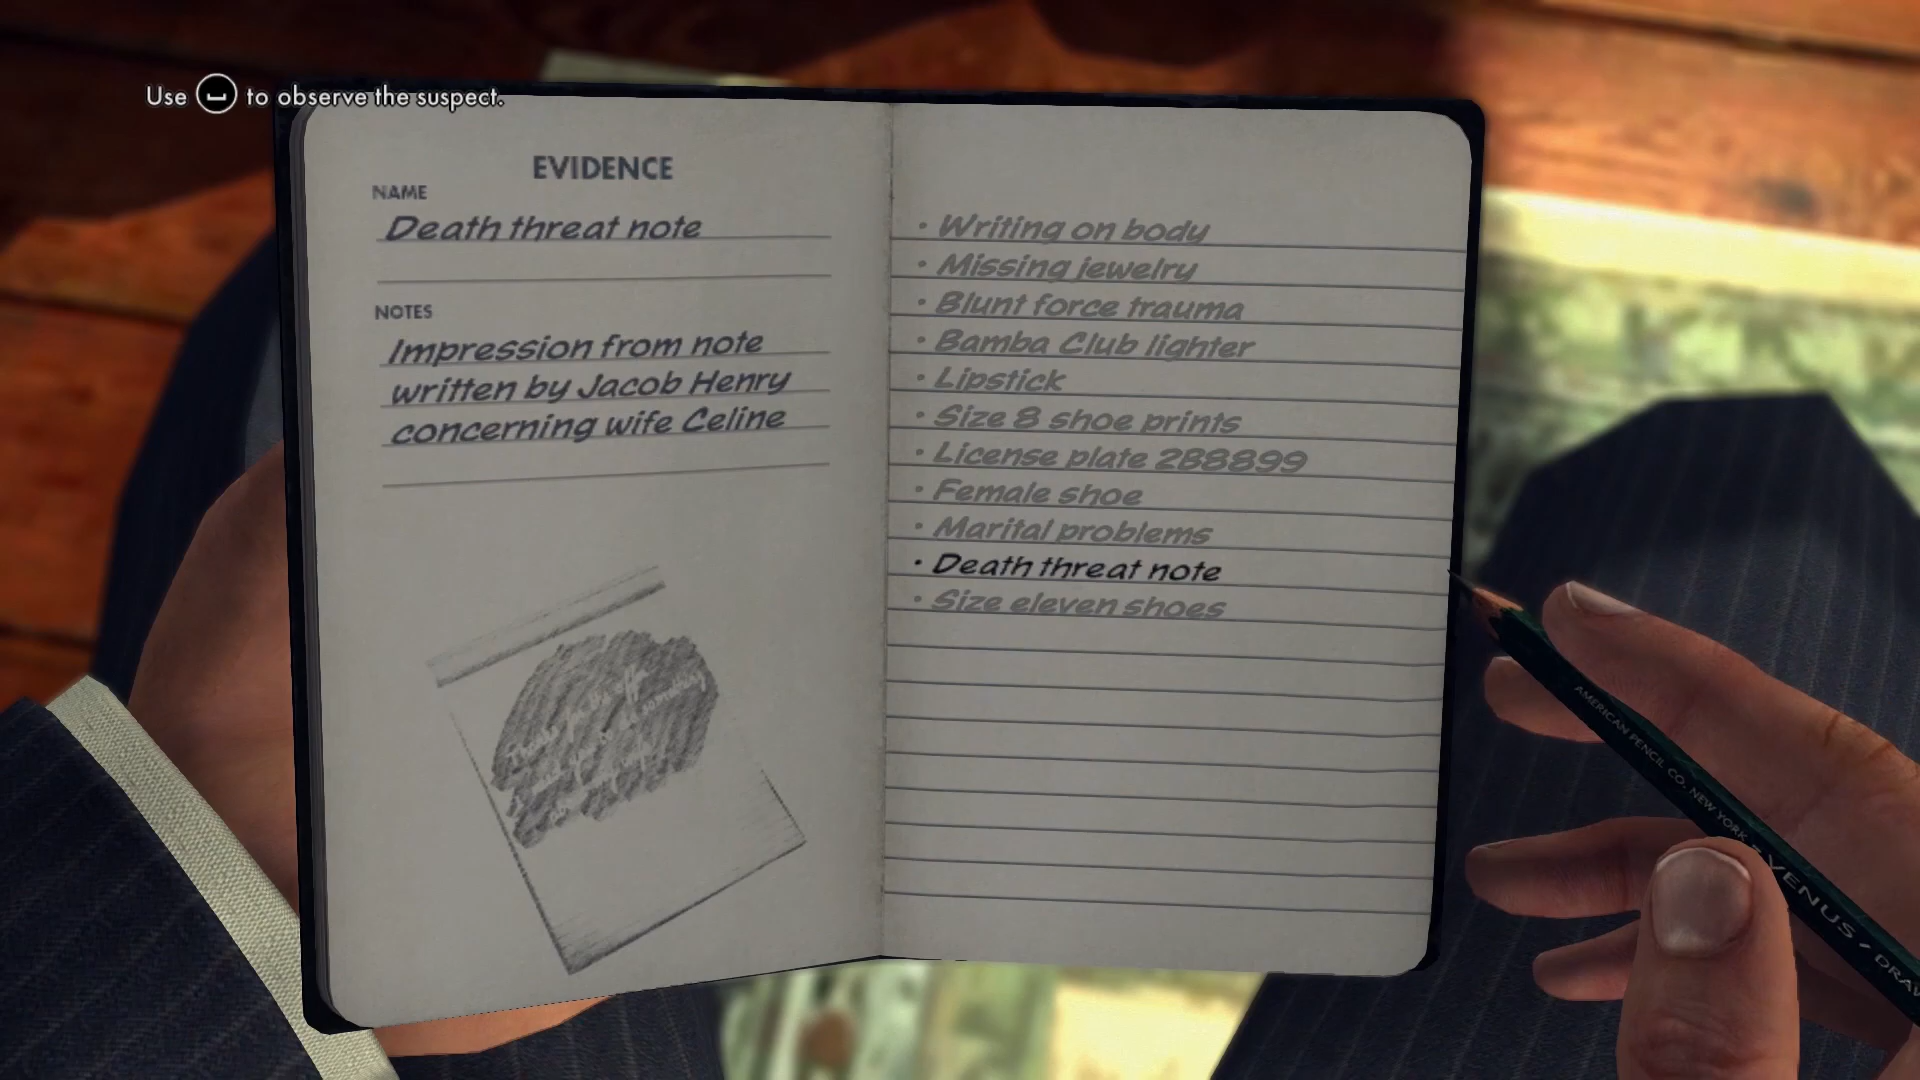 Use to observe the suspect.
EVIDENCE
NAME
Death threat note
NOTES
Impression from note
written by Jacob Henry
concerning wife Celine
• Writing on body
• Missing jewelry
• Blunt force trauma
• Bamba Club lighter
• Lipstick
• Size 8 shoe prints
• License plate 2B8899
• Female shoe
• Marital problems
• Death threat note
• Size eleven shoes
AMERICAN PENCIL CO. NEW YORK
VENUS